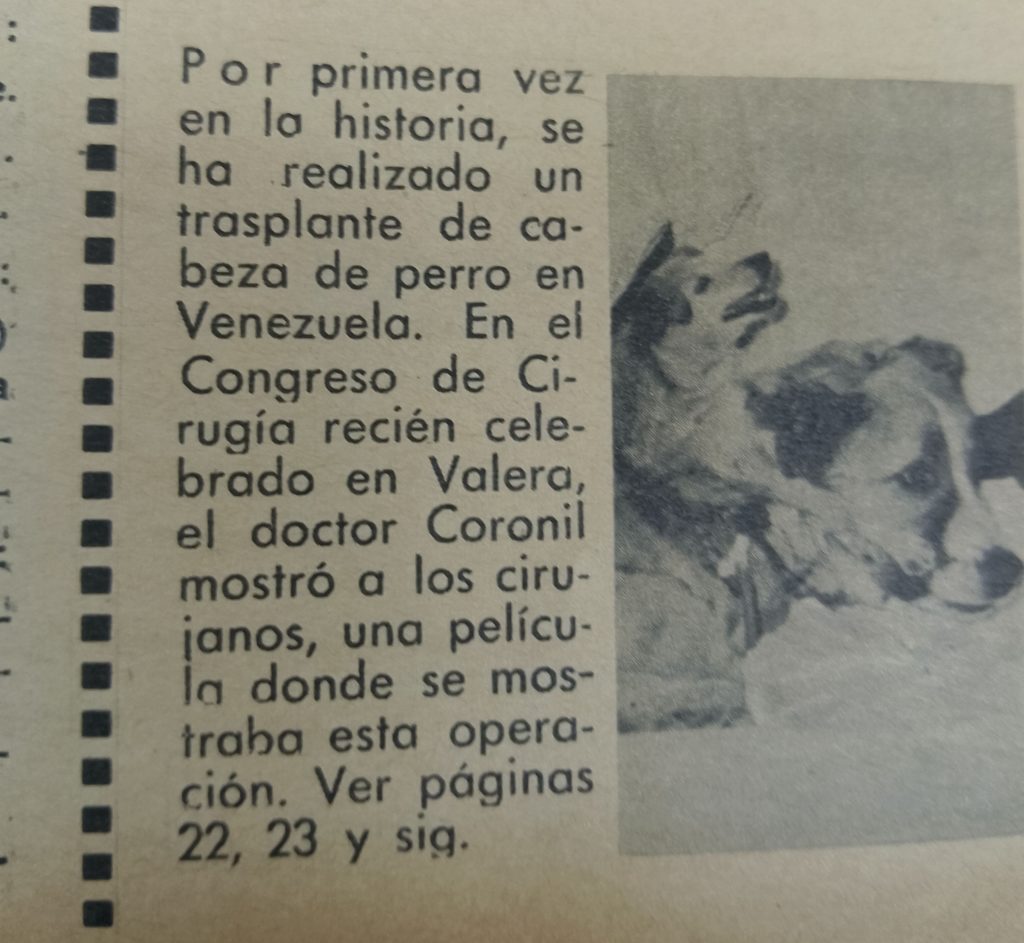 Por primera vez
en la historia, se
ha realizado un
trasplante de ca-
beza de perro en
Venezuela. En el
Congreso de Ci-
rugía recién cele-
brado en Valera,
el doctor Coronil
mostró a los ciru-
janos, una pelícu-
la donde se mos-
traba esta opera-
ción. Ver páginas
22, 23 y sig.